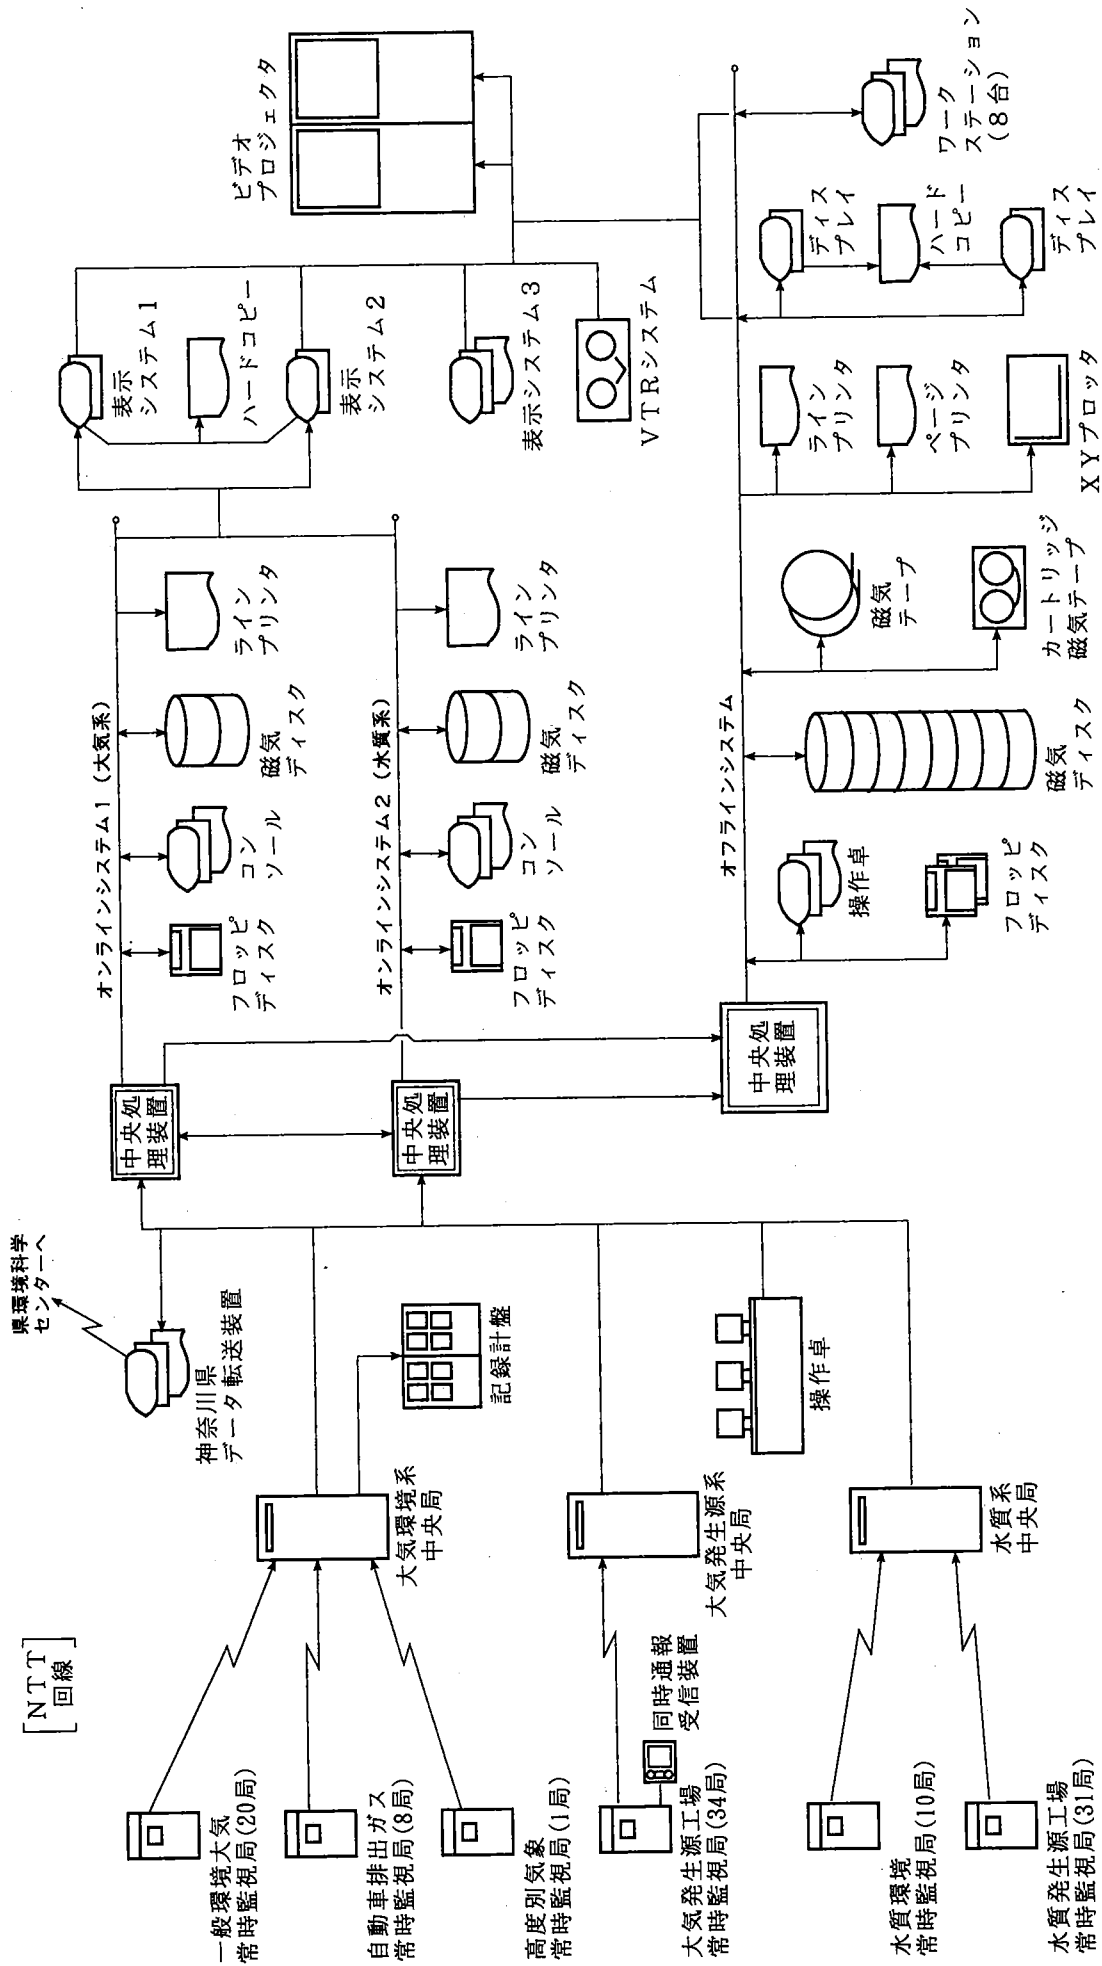 [NTT
回線]
一般環境大気
常時監視局(20局)
自動車排出ガス
常時監視局(8局)
高度別気象
常時監視局(1局)
大気発生源工場
常時監視局(34局)
同時通報
受信装置
水質環境
常時監視局(10局)
水質発生源工場
常時監視局(31局)
大気環境系
中央局
大気発生源系
中央局
水質系
中央局
県環境科学
センターへ
神奈川県
データ転送装置
記録計盤
操作卓
中央処
理装置
中央処
理装置
中央処
理装置
オンラインシステム1(大気系)
フロッピ
ディスク
コン
ソール
磁気
ディスク
ライン
プリンタ
オンラインシステム2(水質系)
フロッピ
ディスク
コン
ソール
磁気
ディスク
ライン
プリンタ
表示
システム1
ハードコピー
表示
システム2
表示システム3
VTRシステム
ビデオ
プロジェクタ
オフラインシステム
操作卓
フロッピ
ディスク
磁気
ディスク
磁気
テープ
カートリッジ
磁気テープ
ライン
プリンタ
ページ
プリンタ
XYプロッタ
ディス
プレイ
ハード
コピー
ディス
プレイ
ワーク
ステーション
(8台)